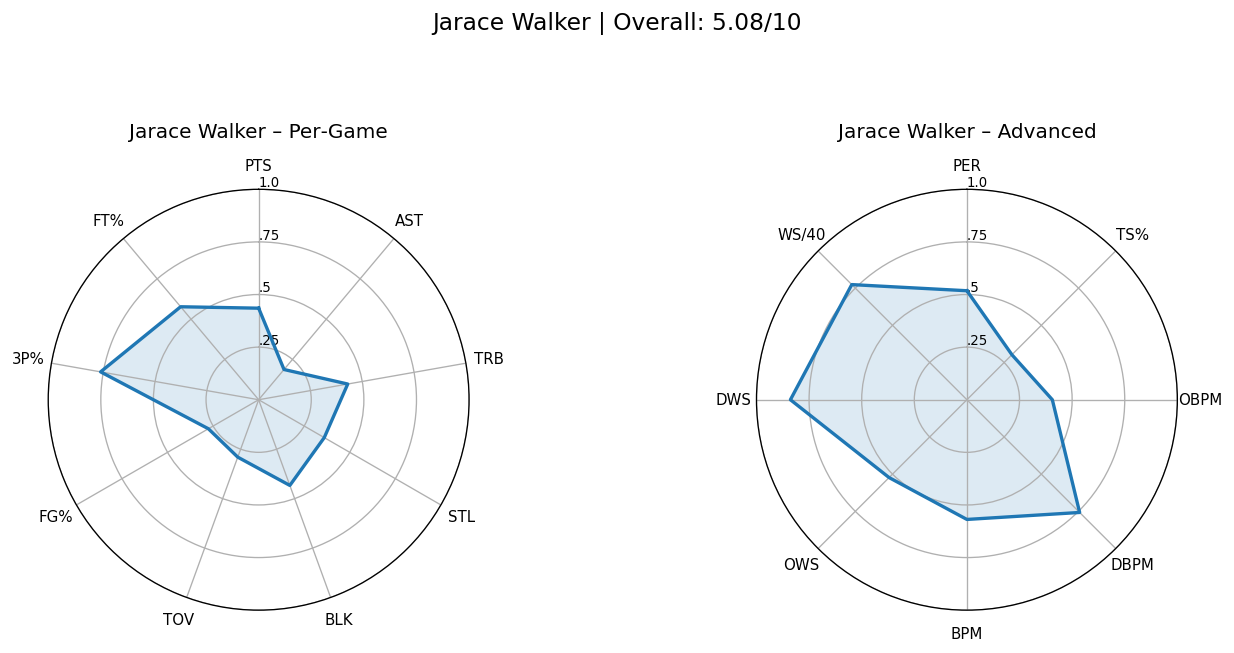 Jarace Walker | Overall: 5.08/10
Jarace Walker – Per-Game
PTS
AST
TRB
STL
BLK
TOV
FG%
3P%
FT%
1.0
.75
.5
.25
Jarace Walker – Advanced
PER
TS%
OBPM
DBPM
BPM
OWS
DWS
WS/40
1.0
.75
.5
.25